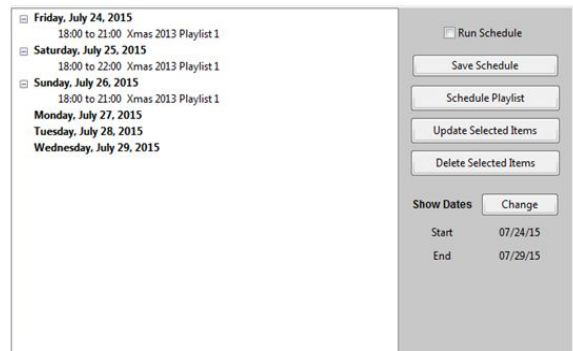 Friday, July 24, 2015
18:00 to 21:00 Xmas 2013 Playlist 1
Saturday, July 25, 2015
18:00 to 22:00 Xmas 2013 Playlist 1
Sunday, July 26, 2015
18:00 to 21:00 Xmas 2013 Playlist 1
Monday, July 27, 2015
Tuesday, July 28, 2015
Wednesday, July 29, 2015
Run Schedule
Save Schedule
Schedule Playlist
Update Selected Items
Delete Selected Items
Show Dates Change
Start 07/24/15
End 07/29/15